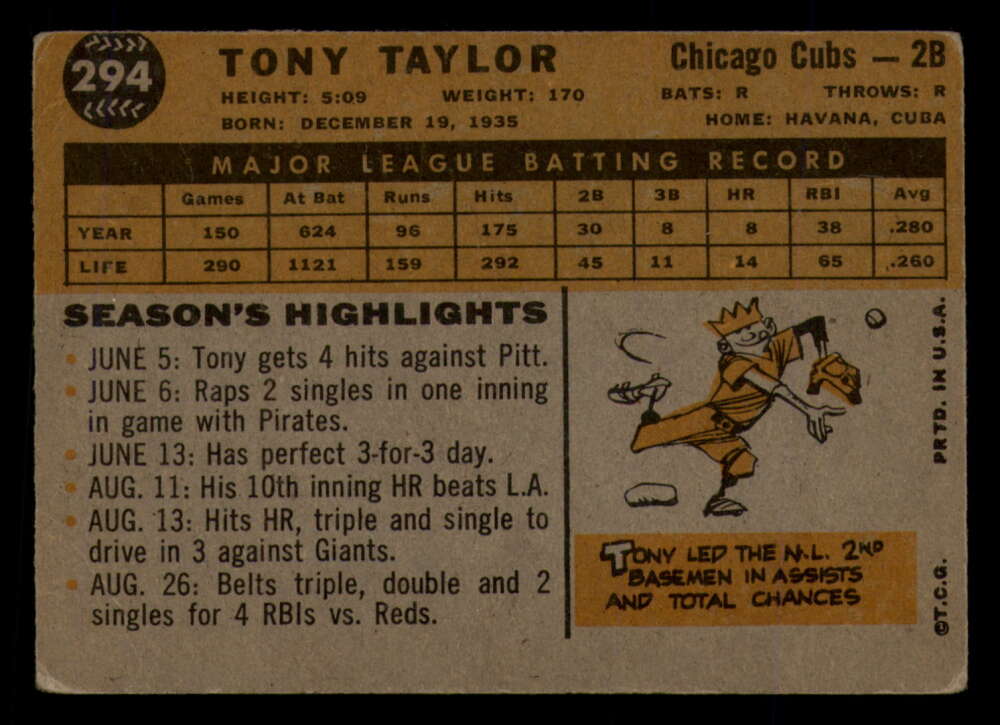 294
TONY TAYLOR
Chicago Cubs — 2B
HEIGHT: 5:09 WEIGHT: 170 BATS: R THROWS: R
BORN: DECEMBER 19, 1935 HOME: HAVANA, CUBA
MAJOR LEAGUE BATTING RECORD
Games At Bat Runs Hits 2B 3B HR RBI Avg
YEAR 150 624 96 175 30 8 8 38 .280
LIFE 290 1121 159 292 45 11 14 65 .260
SEASON'S HIGHLIGHTS
• JUNE 5: Tony gets 4 hits against Pitt.
• JUNE 6: Raps 2 singles in one inning
in game with Pirates.
• JUNE 13: Has perfect 3-for-3 day.
• AUG. 11: His 10th inning HR beats L.A.
• AUG. 13: Hits HR, triple and single to
drive in 3 against Giants.
• AUG. 26: Belts triple, double and 2
singles for 4 RBIs vs. Reds.
TONY LED THE N.L. 2ND
BASEMEN IN ASSISTS
AND TOTAL CHANCES
©T.C.G. PRTD. IN U.S.A.